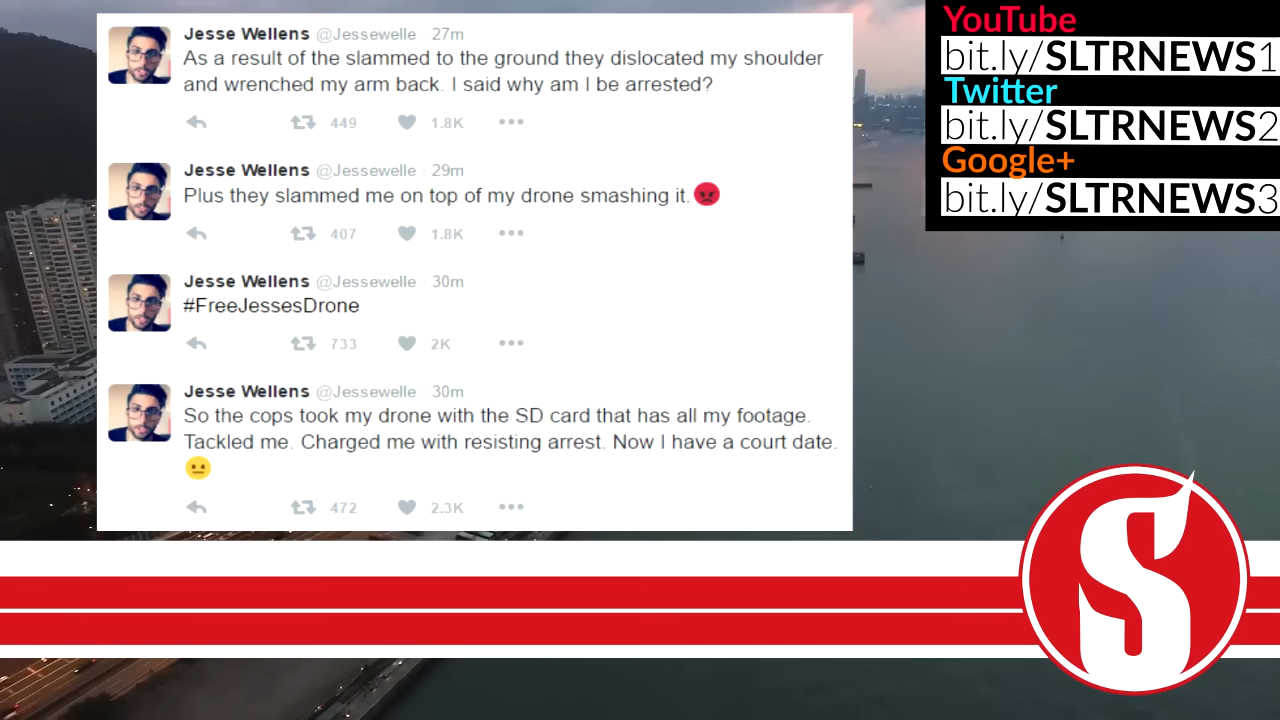 Jesse Wellens @Jessewelle · 27m
As a result of the slammed to the ground they dislocated my shoulder
and wrenched my arm back. I said why am I be arrested?
449 1.8K •••
Jesse Wellens @Jessewelle · 29m
Plus they slammed me on top of my drone smashing it.😡
407 1.8K •••
Jesse Wellens @Jessewelle · 30m
#FreeJessesDrone
733 2K •••
Jesse Wellens @Jessewelle · 30m
So the cops took my drone with the SD card that has all my footage.
Tackled me. Charged me with resisting arrest. Now I have a court date.
😐
472 2.3K •••
YouTube
bit.ly/SLTRNEWS1
Twitter
bit.ly/SLTRNEWS2
Google+
bit.ly/SLTRNEWS3
S